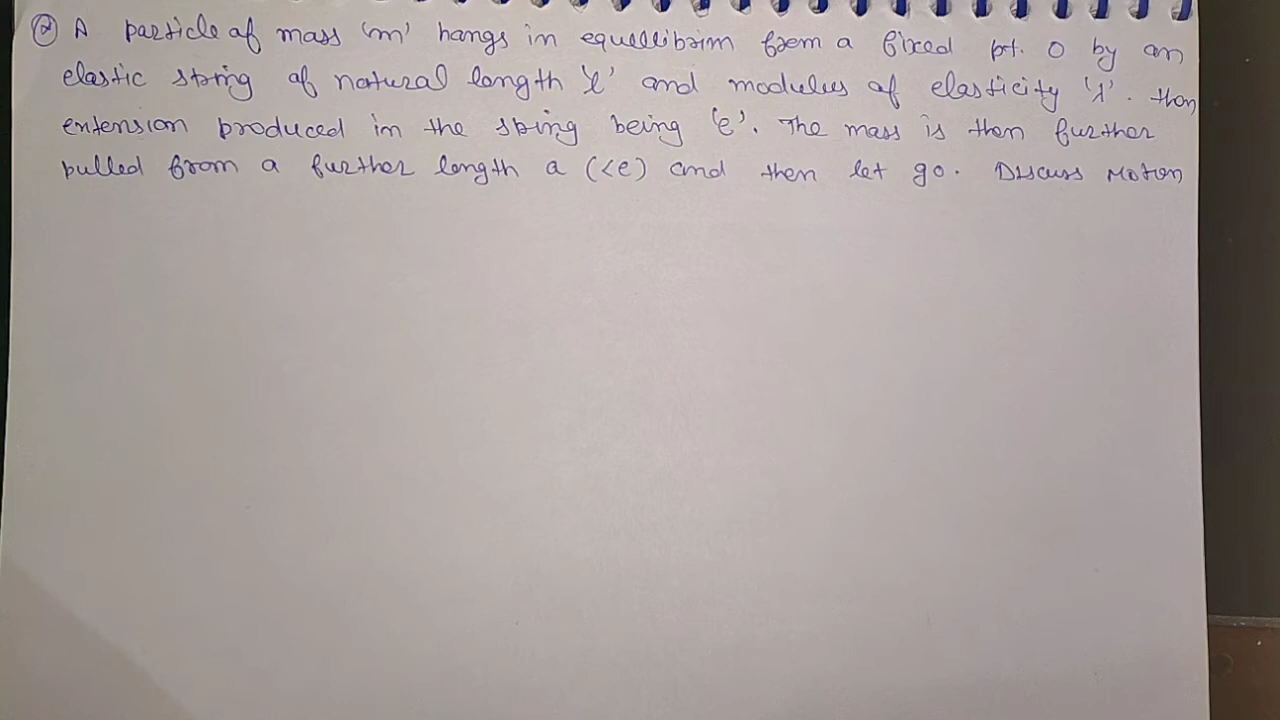 ② A particle of mass 'm' hangs in equellibrim from a fixed pt. O by an
elastic string of natural length 'l' and modulus of elasticity 'λ'. then
extension produced in the string being 'e'. The mass is then further
pulled from a further length a (<e) and then let go. Discuss Motion